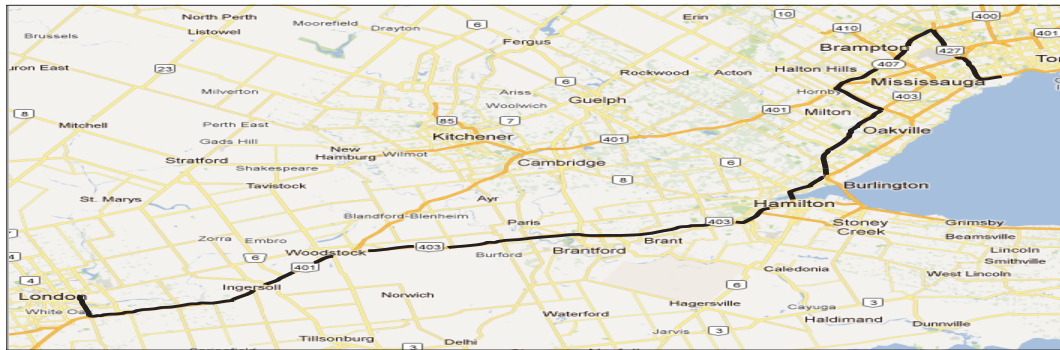 North Perth
Moorefield
Drayton
6
Erin
10
400
Brussels
Listowel
410
401
Fergus
Brampton
427
23
Rockwood
Acton
Halton Hills
407
6
Mississauga
Milverton
Ariss
Guelph
Hornby
403
Woolwich
8
Mitchell
Perth East
85
7
401
Milton
Gads Hill
Kitchener
401
Oakville
New
Hamburg
Wilmot
Stratford
Shakespeare
Cambridge
6
Tavistock
8
Burlington
St. Marys
Ayr
Hamilton
Blandford-Blenheim
Paris
403
Stoney
Creek
Grimsby
Zorra
Embro
403
Brant
Beamsville
Woodstock
Burford
Brantford
Lincoln
6
401
Smithville
4
Caledonia
West Lincoln
4
Ingersoll
6
London
Norwich
Hagersville
Cayuga
3
White Oa
Waterford
Haldimand
Dunnville
Tillsonburg
Delhi
Jarvis
3
3